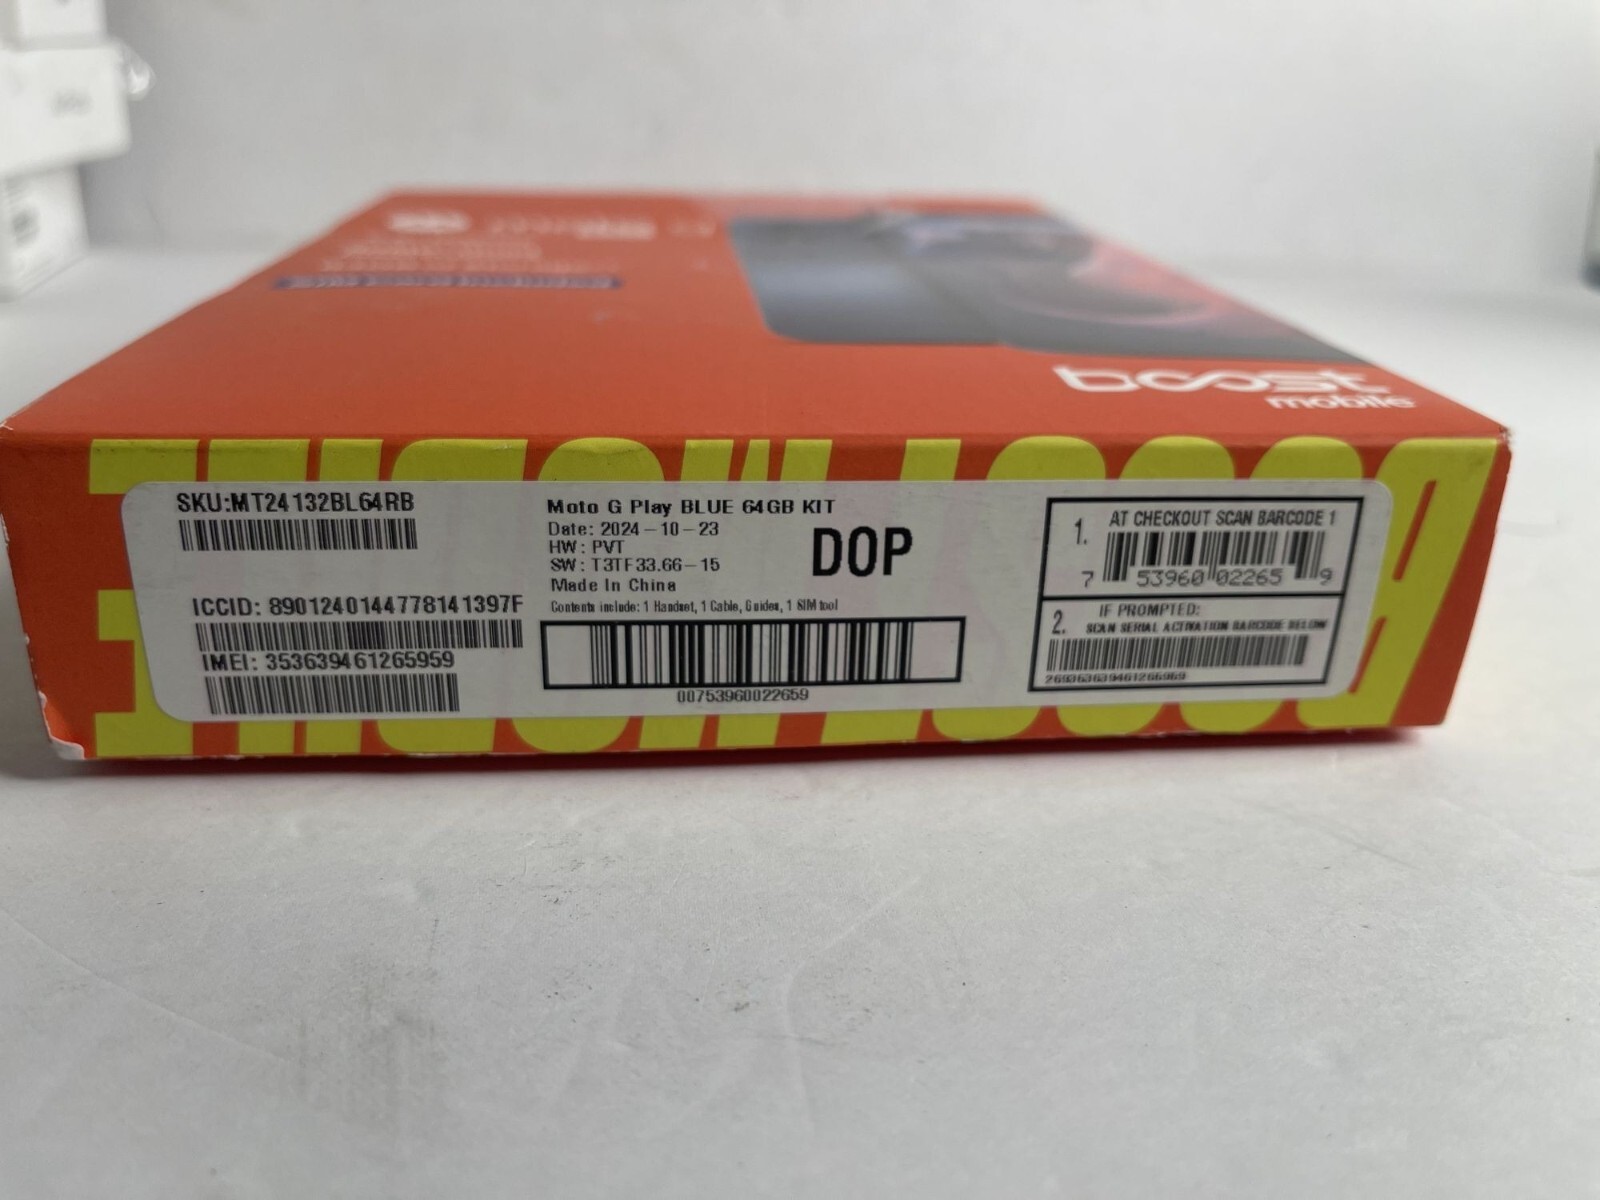 boost
mobile
SKU:MT24132BL64RB
ICCID: 8901240144778141397F
IMEI: 353639461265959
Moto G Play BLUE 64GB KIT
Date: 2024-10-23
HW: PVT
SW: T3TF33.66-15
Made In China
Contents include: 1 Handset, 1 Cable, Guides, 1 SIM tool
DOP
00753960022659
1. AT CHECKOUT SCAN BARCODE 1
7 53960 02265 9
2. IF PROMPTED:
SCAN SERIAL ACTIVATION BARCODE BELOW